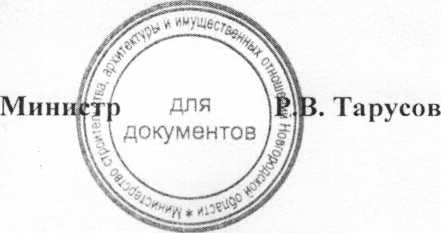 Министр Р.В. Тарусов
для
документов
Министерство строительства, архитектуры и имущественных отношений Новгородской области *